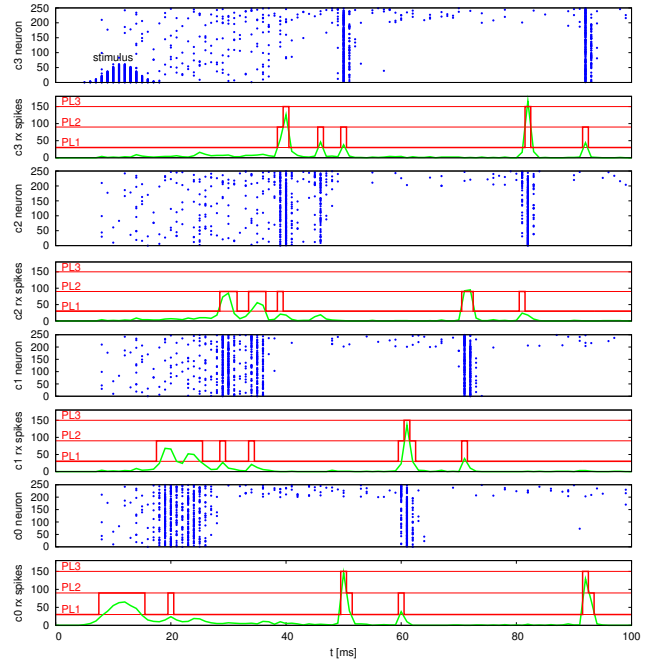 c3 neuron
250
200
150
100
50
0
stimulus
c3 rx spikes
150
100
50
0
PL3
PL2
PL1
c2 neuron
250
200
150
100
50
0
c2 rx spikes
150
100
50
0
PL3
PL2
PL1
c1 neuron
250
200
150
100
50
0
c1 rx spikes
150
100
50
0
PL3
PL2
PL1
c0 neuron
250
200
150
100
50
0
c0 rx spikes
150
100
50
0
PL3
PL2
PL1
0 20 40 60 80 100
t [ms]